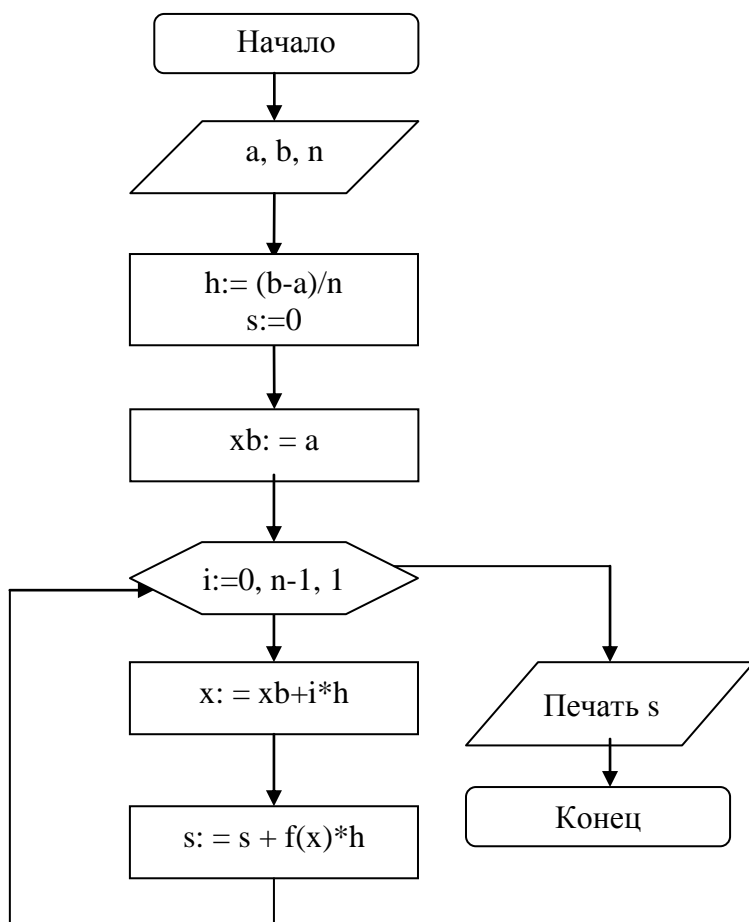 Начало
a, b, n
h:= (b-a)/n
s:=0
xb: = a
i:=0, n-1, 1
x: = xb+i*h
s: = s + f(x)*h
Печать s
Конец